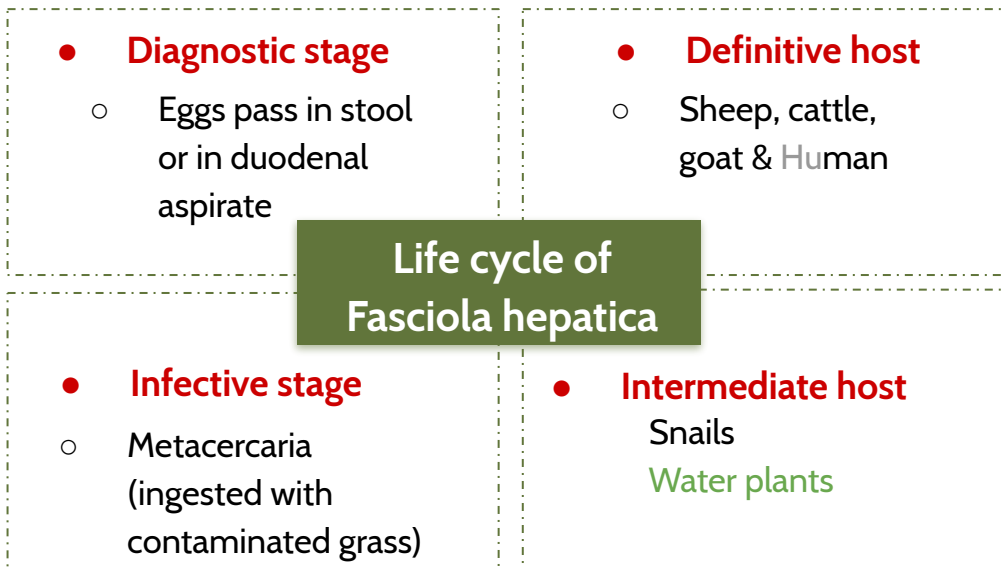 ● Diagnostic stage
○ Eggs pass in stool
or in duodenal
aspirate
● Definitive host
○ Sheep, cattle,
goat & Human
Life cycle of
Fasciola hepatica
● Infective stage
○ Metacercaria
(ingested with
contaminated grass)
● Intermediate host
Snails
Water plants